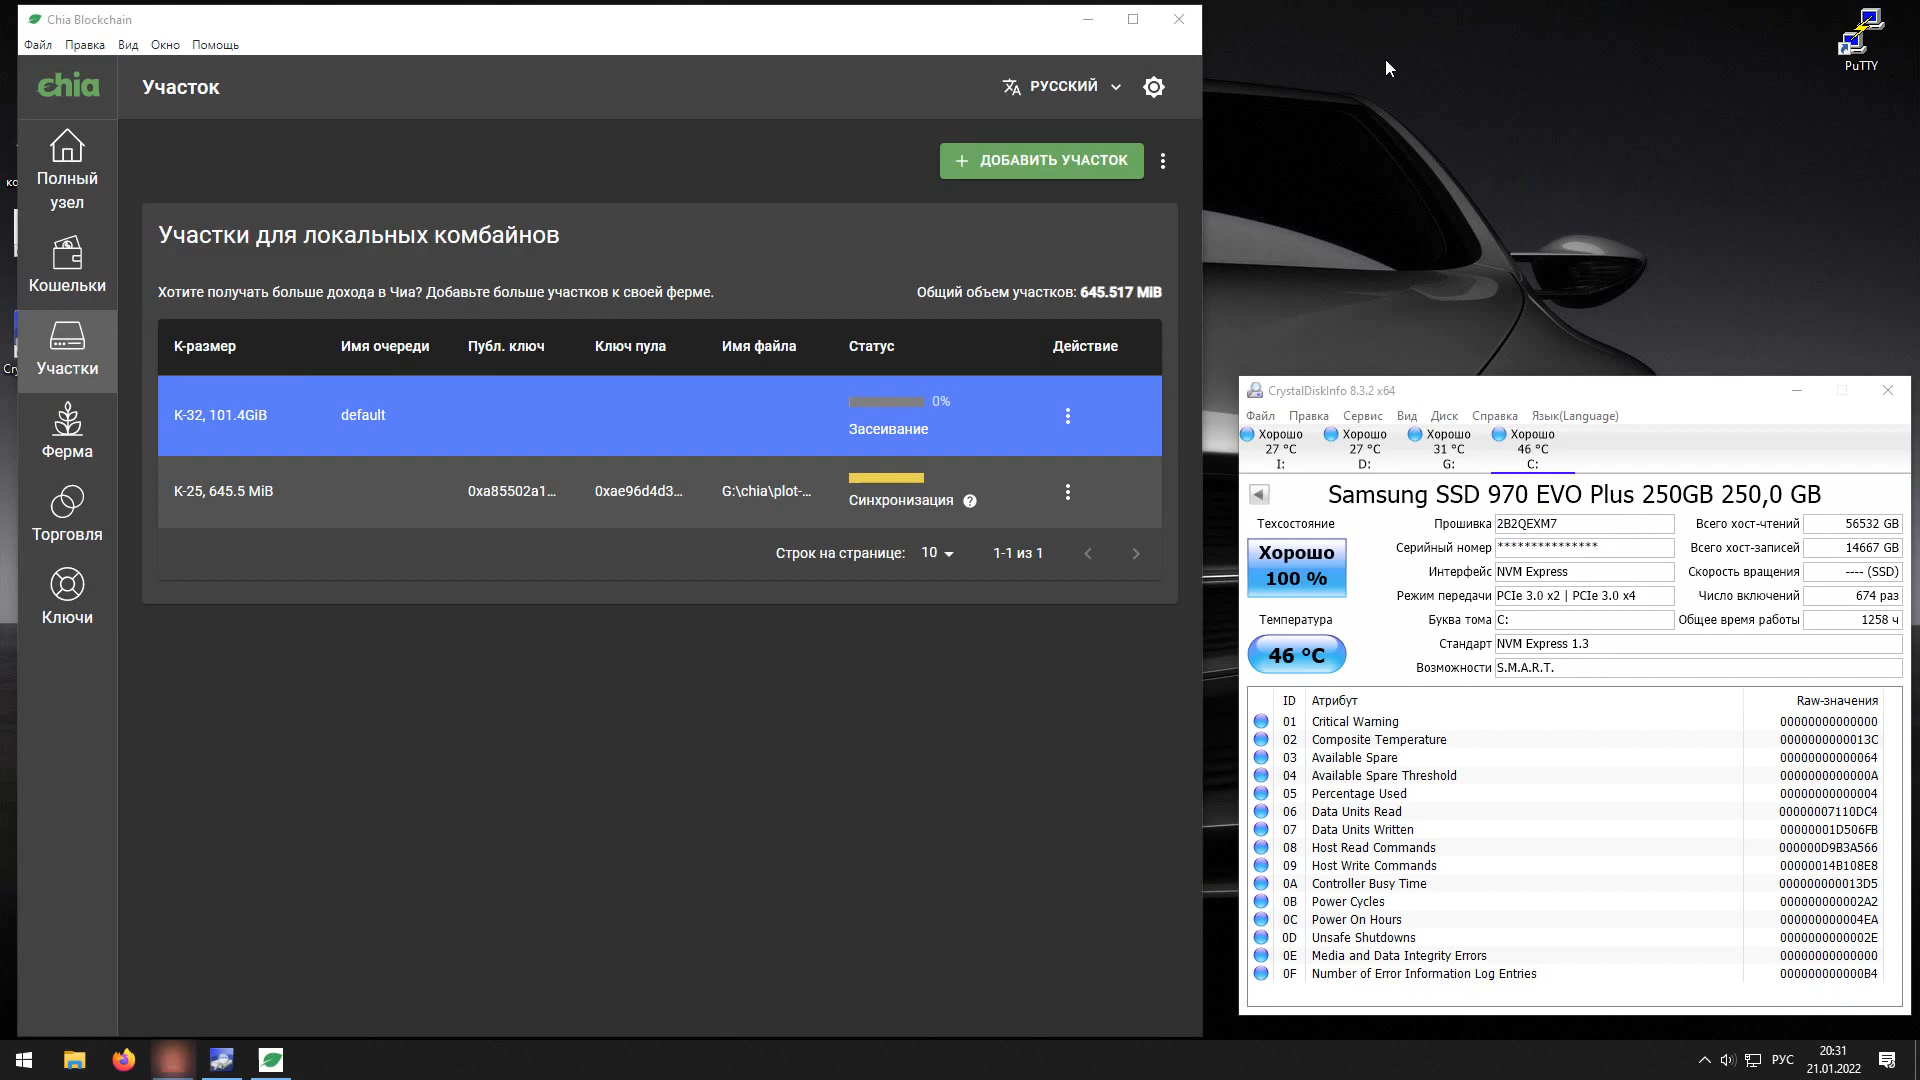 Chia Blockchain
Файл Правка Вид Окно Помощь
chia
Участок
РУССКИЙ
ДОБАВИТЬ УЧАСТОК
Полный узел
Кошельки
Участки
Ферма
Торговля
Ключи
Участки для локальных комбайнов
Хотите получать больше дохода в Чиа? Добавьте больше участков к своей ферме.
Общий объем участков: 645.517 MiB
K-размер Имя очереди Публ. ключ Ключ пула Имя файла Статус Действие
K-32, 101.4GiB default 0%
Засеивание
K-25, 645.5 MiB 0xa85502a1... 0xae96d4d3... G:\chia\plot-... Синхронизация ?
Строк на странице: 10 1-1 из 1
PuTTY
CrystalDiskInfo 8.3.2 x64
Файл Правка Сервис Вид Диск Справка Язык(Language)
Хорошо Хорошо Хорошо Хорошо
27 °C 27 °C 31 °C 46 °C
I: D: G: C:
Samsung SSD 970 EVO Plus 250GB 250,0 GB
Техсостояние
Хорошо
100 %
Температура
46 °C
Прошивка 2B2QEXM7 Всего хост-чтений 56532 GB
Серийный номер *************** Всего хост-записей 14667 GB
Интерфейс NVM Express Скорость вращения ---- (SSD)
Режим передачи PCIe 3.0 x2 | PCIe 3.0 x4 Число включений 674 раз
Буква тома C: Общее время работы 1258 ч
Стандарт NVM Express 1.3
Возможности S.M.A.R.T.
ID Атрибут Raw-значения
01 Critical Warning 00000000000000
02 Composite Temperature 0000000000013C
03 Available Spare 00000000000064
04 Available Spare Threshold 0000000000000A
05 Percentage Used 00000000000004
06 Data Units Read 00000007110DC4
07 Data Units Written 00000001D506FB
08 Host Read Commands 000000D9B3A566
09 Host Write Commands 00000014B108E8
0A Controller Busy Time 000000000013D5
0B Power Cycles 000000000002A2
0C Power On Hours 000000000004EA
0D Unsafe Shutdowns 0000000000002E
0E Media and Data Integrity Errors 00000000000000
0F Number of Error Information Log Entries 000000000000B4
РУС
20:31
21.01.2022